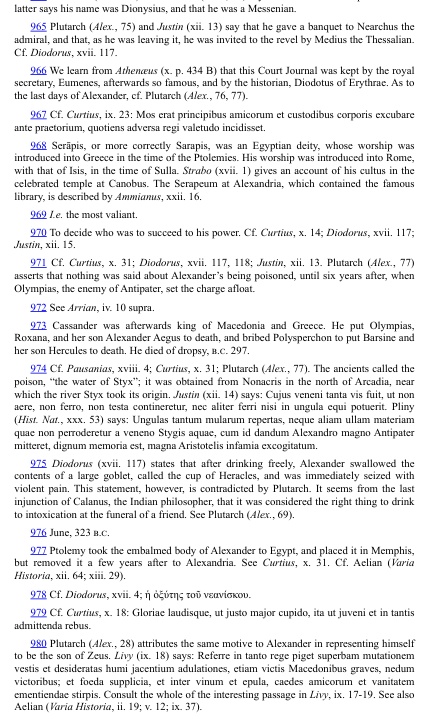 latter says his name was Dionysius, and that he was a Messenian.
965 Plutarch (Alex., 75) and Justin (xii. 13) say that he gave a banquet to Nearchus the
admiral, and that, as he was leaving it, he was invited to the revel by Medius the Thessalian.
Cf. Diodorus, xvii. 117.
966 We learn from Athenæus (x. p. 434 B) that this Court Journal was kept by the royal
secretary, Eumenes, afterwards so famous, and by the historian, Diodotus of Erythrae. As to
the last days of Alexander, cf. Plutarch (Alex., 76, 77).
967 Cf. Curtius, ix. 23: Mos erat principibus amicorum et custodibus corporis excubare
ante praetorium, quotiens adversa regi valetudo incidisset.
968 Serāpis, or more correctly Sarapis, was an Egyptian deity, whose worship was
introduced into Greece in the time of the Ptolemies. His worship was introduced into Rome,
with that of Isis, in the time of Sulla. Strabo (xvii. 1) gives an account of his cultus in the
celebrated temple at Canobus. The Serapeum at Alexandria, which contained the famous
library, is described by Ammianus, xxii. 16.
969 I.e. the most valiant.
970 To decide who was to succeed to his power. Cf. Curtius, x. 14; Diodorus, xvii. 117;
Justin, xii. 15.
971 Cf. Curtius, x. 31; Diodorus, xvii. 117, 118; Justin, xii. 13. Plutarch (Alex., 77)
asserts that nothing was said about Alexander's being poisoned, until six years after, when
Olympias, the enemy of Antipater, set the charge afloat.
972 See Arrian, iv. 10 supra.
973 Cassander was afterwards king of Macedonia and Greece. He put Olympias,
Roxana, and her son Alexander Aegus to death, and bribed Polysperchon to put Barsine and
her son Hercules to death. He died of dropsy, B.C. 297.
974 Cf. Pausanias, xviii. 4; Curtius, x. 31; Plutarch (Alex., 77). The ancients called the
poison, “the water of Styx”; it was obtained from Nonacris in the north of Arcadia, near
which the river Styx took its origin. Justin (xii. 14) says: Cujus veneni tanta vis fuit, ut non
aere, non ferro, non testa contineretur, nec aliter ferri nisi in ungula equi potuerit. Pliny
(Hist. Nat., xxx. 53) says: Ungulas tantum mularum repertas, neque aliam ullam materiam
quae non perroderetur a veneno Stygis aquae, cum id dandum Alexandro magno Antipater
mitteret, dignum memoria est, magna Aristotelis infamia excogitatum.
975 Diodorus (xvii. 117) states that after drinking freely, Alexander swallowed the
contents of a large goblet, called the cup of Heracles, and was immediately seized with
violent pain. This statement, however, is contradicted by Plutarch. It seems from the last
injunction of Calanus, the Indian philosopher, that it was considered the right thing to drink
to intoxication at the funeral of a friend. See Plutarch (Alex., 69).
976 June, 323 B.C.
977 Ptolemy took the embalmed body of Alexander to Egypt, and placed it in Memphis,
but removed it a few years after to Alexandria. See Curtius, x. 31. Cf. Aelian (Varia
Historia, xii. 64; xiii. 29).
978 Cf. Diodorus, xvii. 4; ἡ ὀξύτης τοῦ νεανίσκου.
979 Cf. Curtius, x. 18: Gloriae laudisque, ut justo major cupido, ita ut juveni et in tantis
admittenda rebus.
980 Plutarch (Alex., 28) attributes the same motive to Alexander in representing himself
to be the son of Zeus. Livy (ix. 18) says: Referre in tanto rege piget superbam mutationem
vestis et desideratas humi jacentium adulationes, etiam victis Macedonibus graves, nedum
victoribus; et foeda supplicia, et inter vinum et epula, caedes amicorum et vanitatem
ementiendae stirpis. Consult the whole of the interesting passage in Livy, ix. 17-19. See also
Aelian (Varia Historia, ii. 19; v. 12; ix. 37).